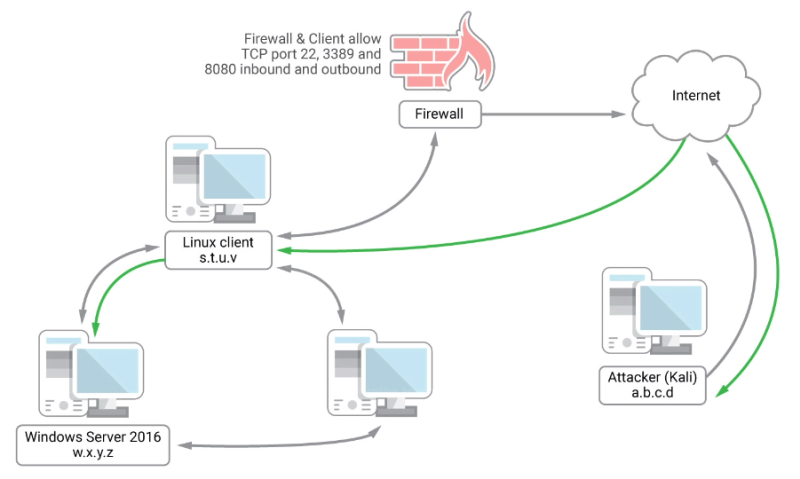 Firewall & Client allow
TCP port 22, 3389 and
8080 inbound and outbound
Firewall
Internet
Linux client
s.t.u.v
Attacker (Kali)
a.b.c.d
Windows Server 2016
w.x.y.z